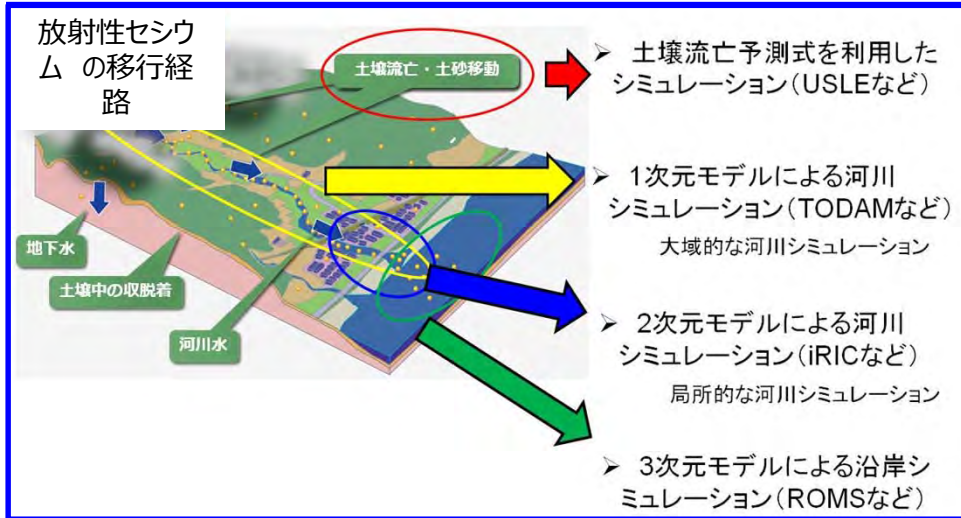 放射性セシウ
ム の移行経
路
土壌流亡・土砂移動
地下水
土壌中の収脱着
河川水
➢ 土壌流亡予測式を利用した
シミュレーション（USLEなど）
➢ 1次元モデルによる河川
シミュレーション（TODAMなど）
大域的な河川シミュレーション
➢ 2次元モデルによる河川
シミュレーション（iRICなど）
局所的な河川シミュレーション
➢ 3次元モデルによる沿岸シ
ミュレーション（ROMSなど）